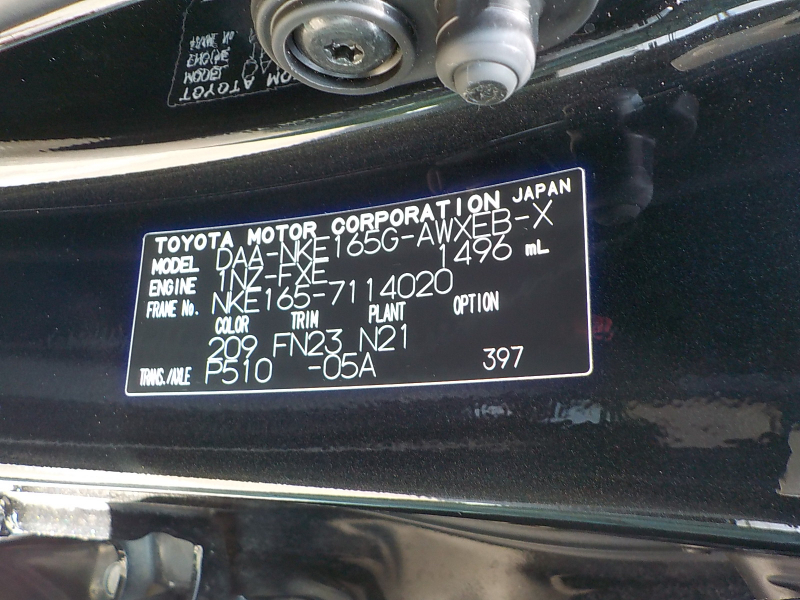 TOYOTA MOTOR CORPORATION JAPAN
MODEL DAA-NKE165G-AWXEB-X
ENGINE 1NZ-FXE 1496 mL
FRAME No. NKE165-7114020
COLOR TRIM PLANT OPTION
209 FN23 N21
TRANS./AXLE P510 -05A 397